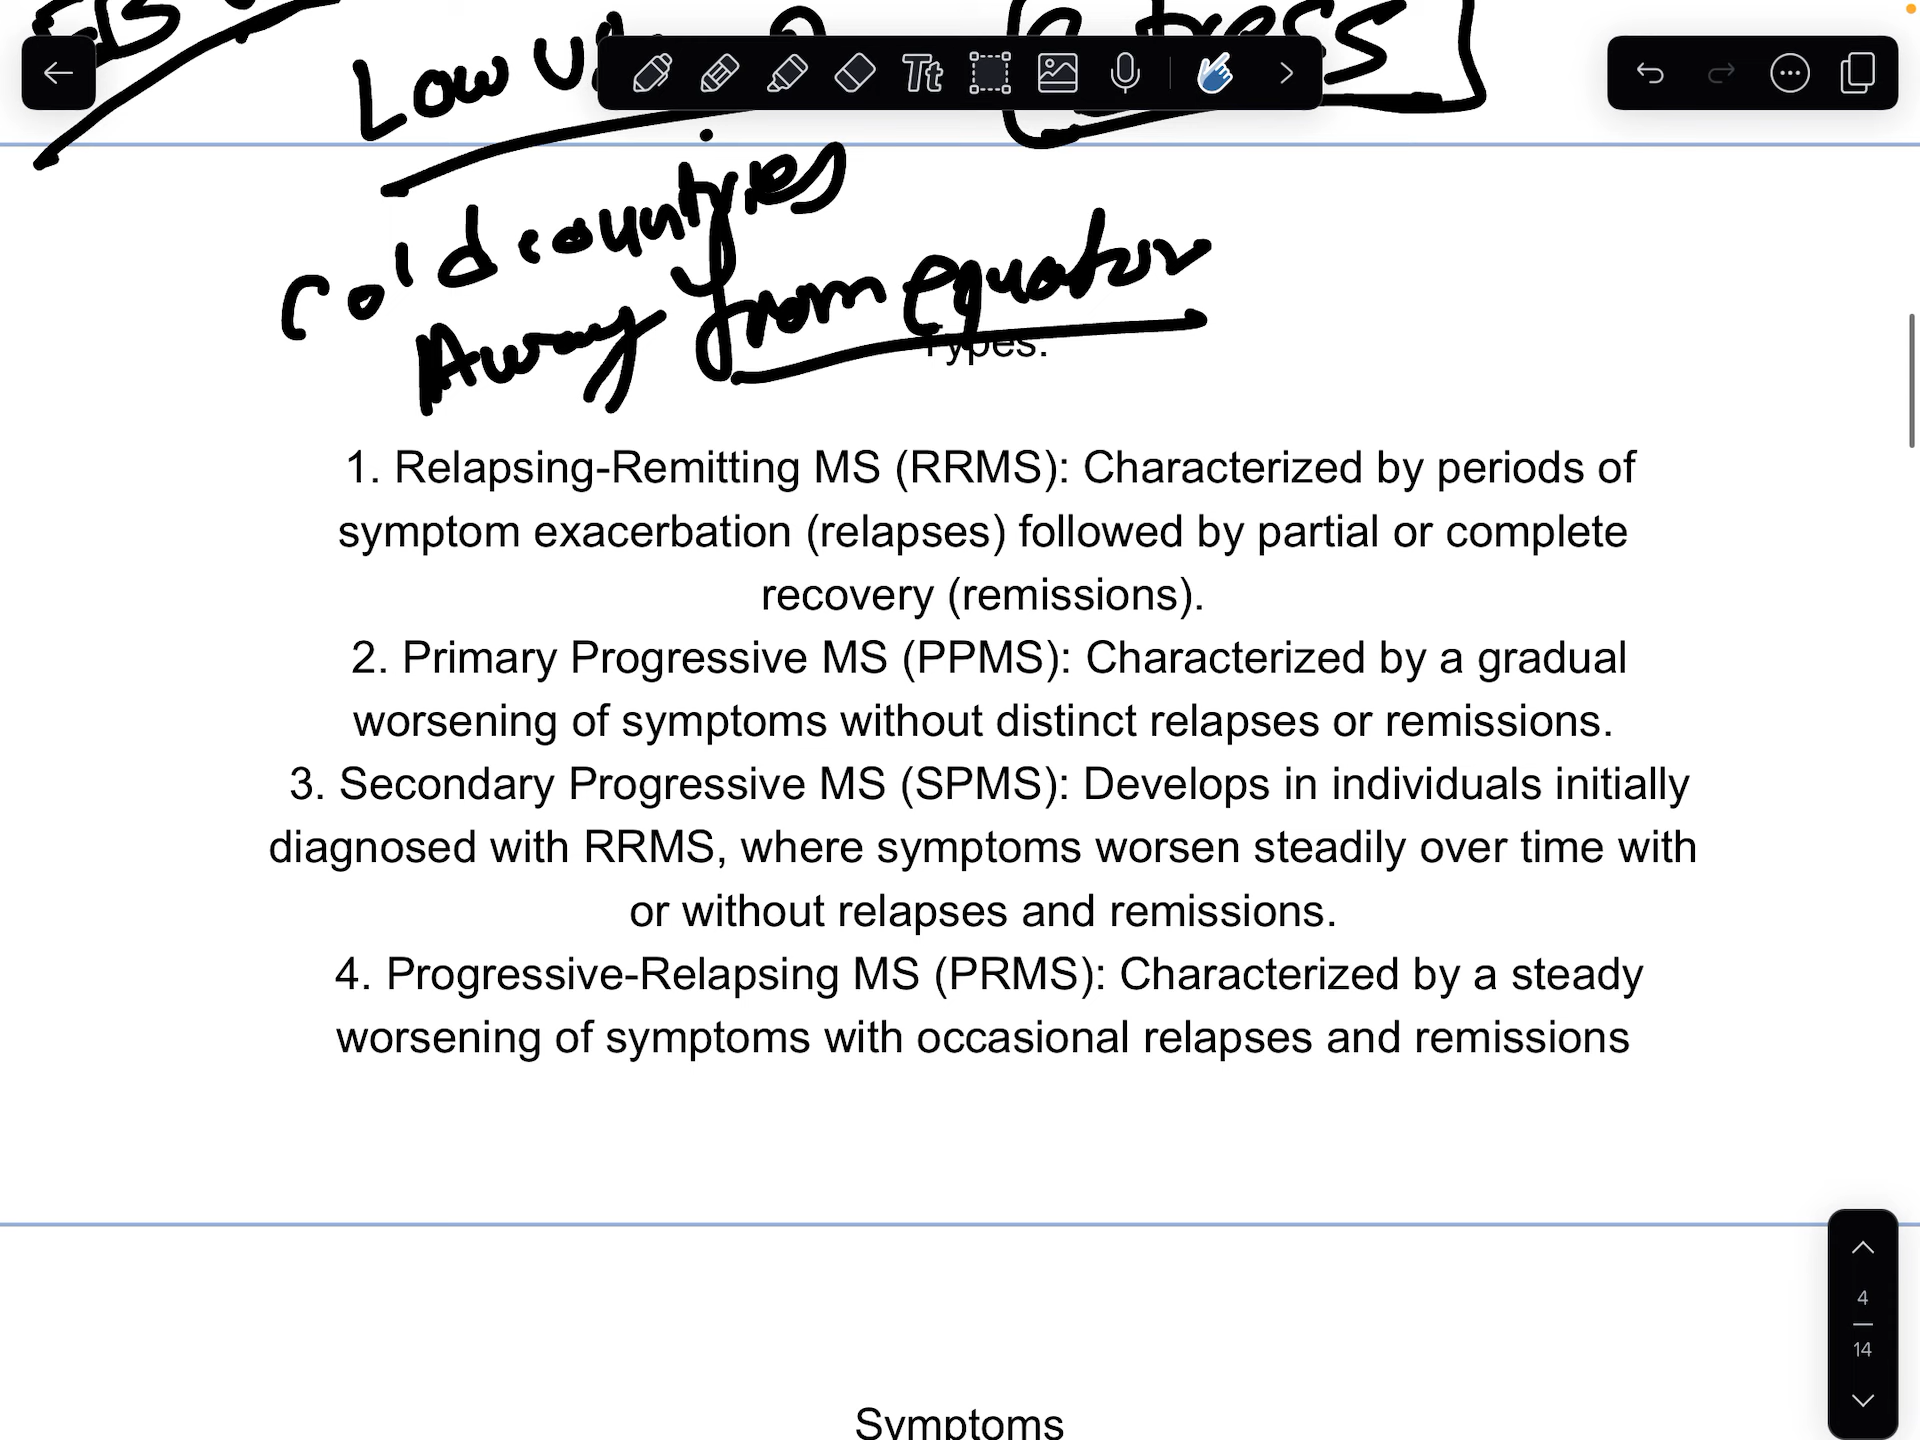 Low
stress
Cold countries
Away from equator
Types:
1. Relapsing-Remitting MS (RRMS): Characterized by periods of
symptom exacerbation (relapses) followed by partial or complete
recovery (remissions).
2. Primary Progressive MS (PPMS): Characterized by a gradual
worsening of symptoms without distinct relapses or remissions.
3. Secondary Progressive MS (SPMS): Develops in individuals initially
diagnosed with RRMS, where symptoms worsen steadily over time with
or without relapses and remissions.
4. Progressive-Relapsing MS (PRMS): Characterized by a steady
worsening of symptoms with occasional relapses and remissions
Symptoms
Tt
4
14